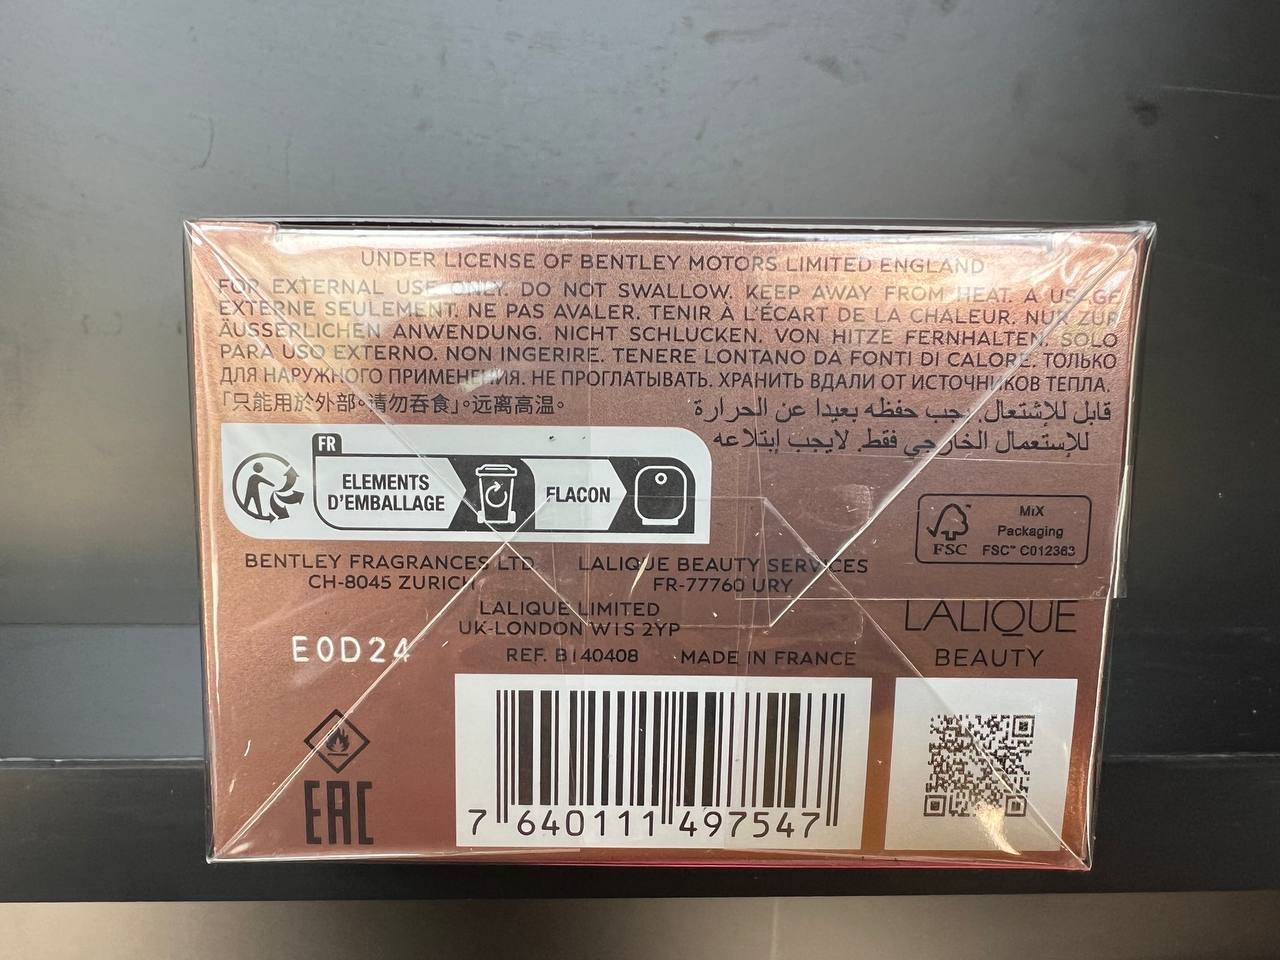 UNDER LICENSE OF BENTLEY MOTORS LIMITED ENGLAND
FOR EXTERNAL USE ONLY. DO NOT SWALLOW. KEEP AWAY FROM HEAT. A USAGE
EXTERNE SEULEMENT. NE PAS AVALER. TENIR À L'ÉCART DE LA CHALEUR. NUR ZUR
ÄUSSERLICHEN ANWENDUNG. NICHT SCHLUCKEN. VON HITZE FERNHALTEN. SOLO
PARA USO EXTERNO. NON INGERIRE. TENERE LONTANO DA FONTI DI CALORE. ТОЛЬКО
ДЛЯ НАРУЖНОГО ПРИМЕНЕНИЯ. НЕ ПРОГЛАТЫВАТЬ. ХРАНИТЬ ВДАЛИ ОТ ИСТОЧНИКОВ ТЕПЛА.
「只能用於外部。请勿吞食」。远离高温。
قابل للإشتعال. يجب حفظه بعيدا عن الحرارة
للإستعمال الخارجي فقط. لايجب إبتلاعه
FR
ELEMENTS
D'EMBALLAGE
FLACON
MIX
Packaging
FSC
FSC™ C012363
BENTLEY FRAGRANCES LTD.
CH-8045 ZURICH
LALIQUE BEAUTY SERVICES
FR-77760 URY
LALIQUE LIMITED
UK-LONDON W1S 2YP
REF. B140408
MADE IN FRANCE
LALIQUE
BEAUTY
E0D24
EAC
7 640111 497547